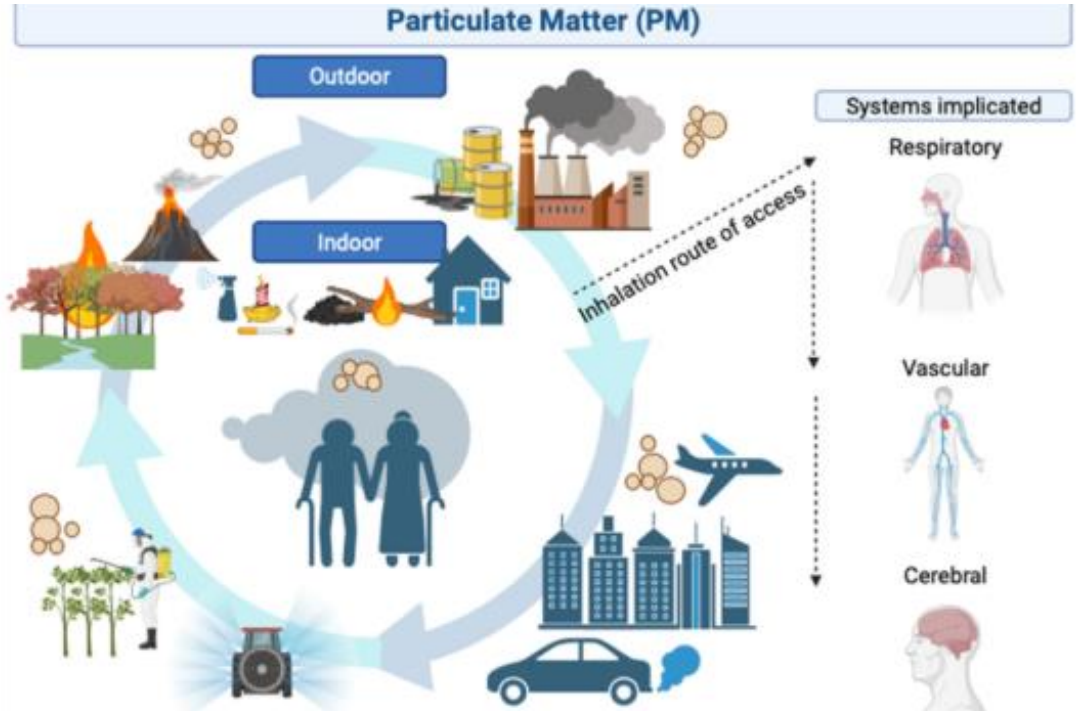 Particulate Matter (PM)
Outdoor
Indoor
Inhalation route of access
Systems implicated
Respiratory
Vascular
Cerebral